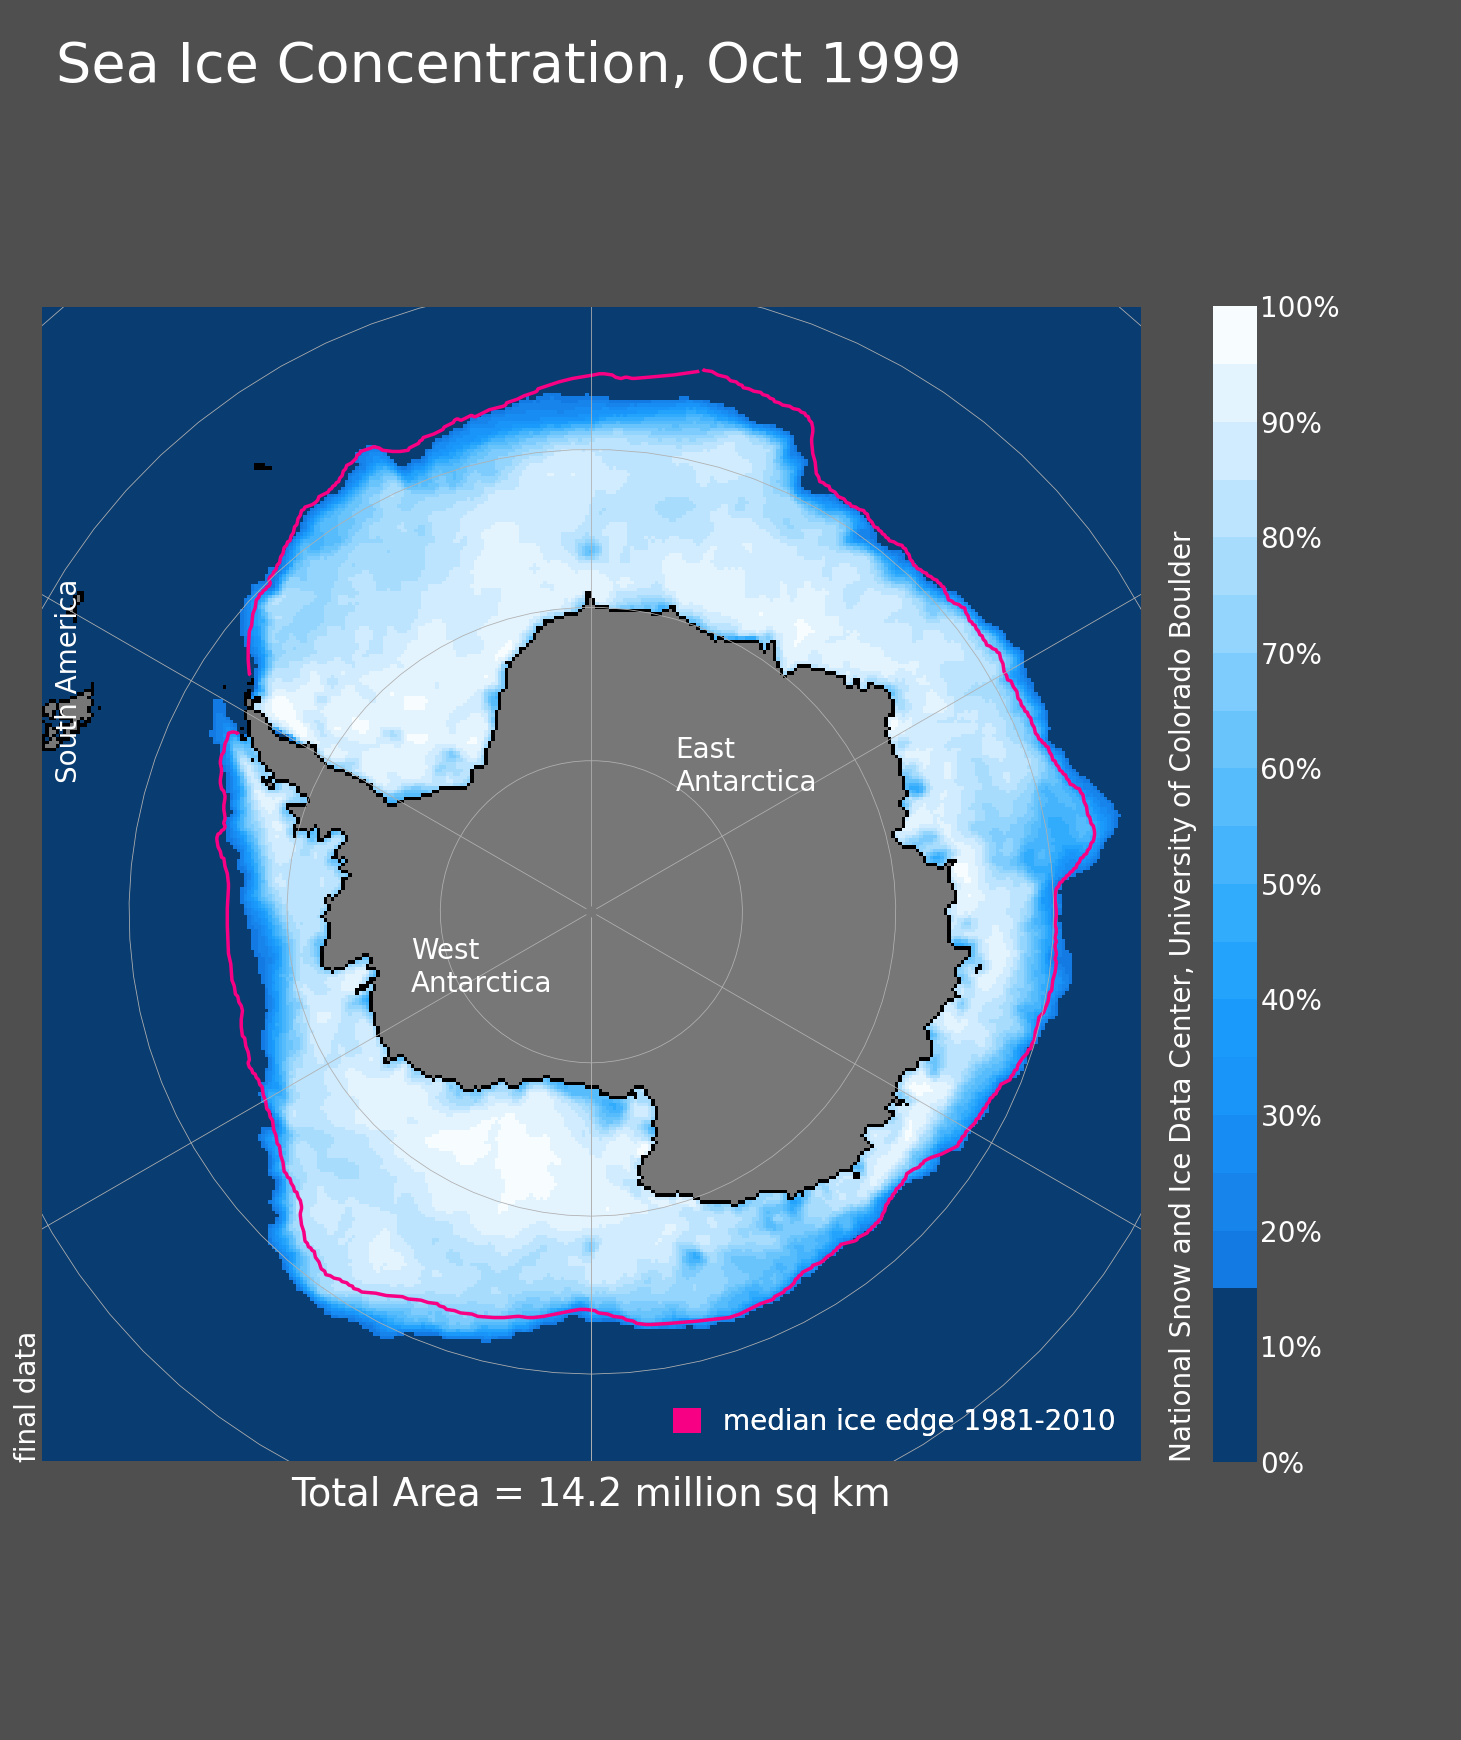 Sea Ice Concentration, Oct 1999
South America
East
Antarctica
West
Antarctica
median ice edge 1981-2010
final data
Total Area = 14.2 million sq km
National Snow and Ice Data Center, University of Colorado Boulder
100%
90%
80%
70%
60%
50%
40%
30%
20%
10%
0%